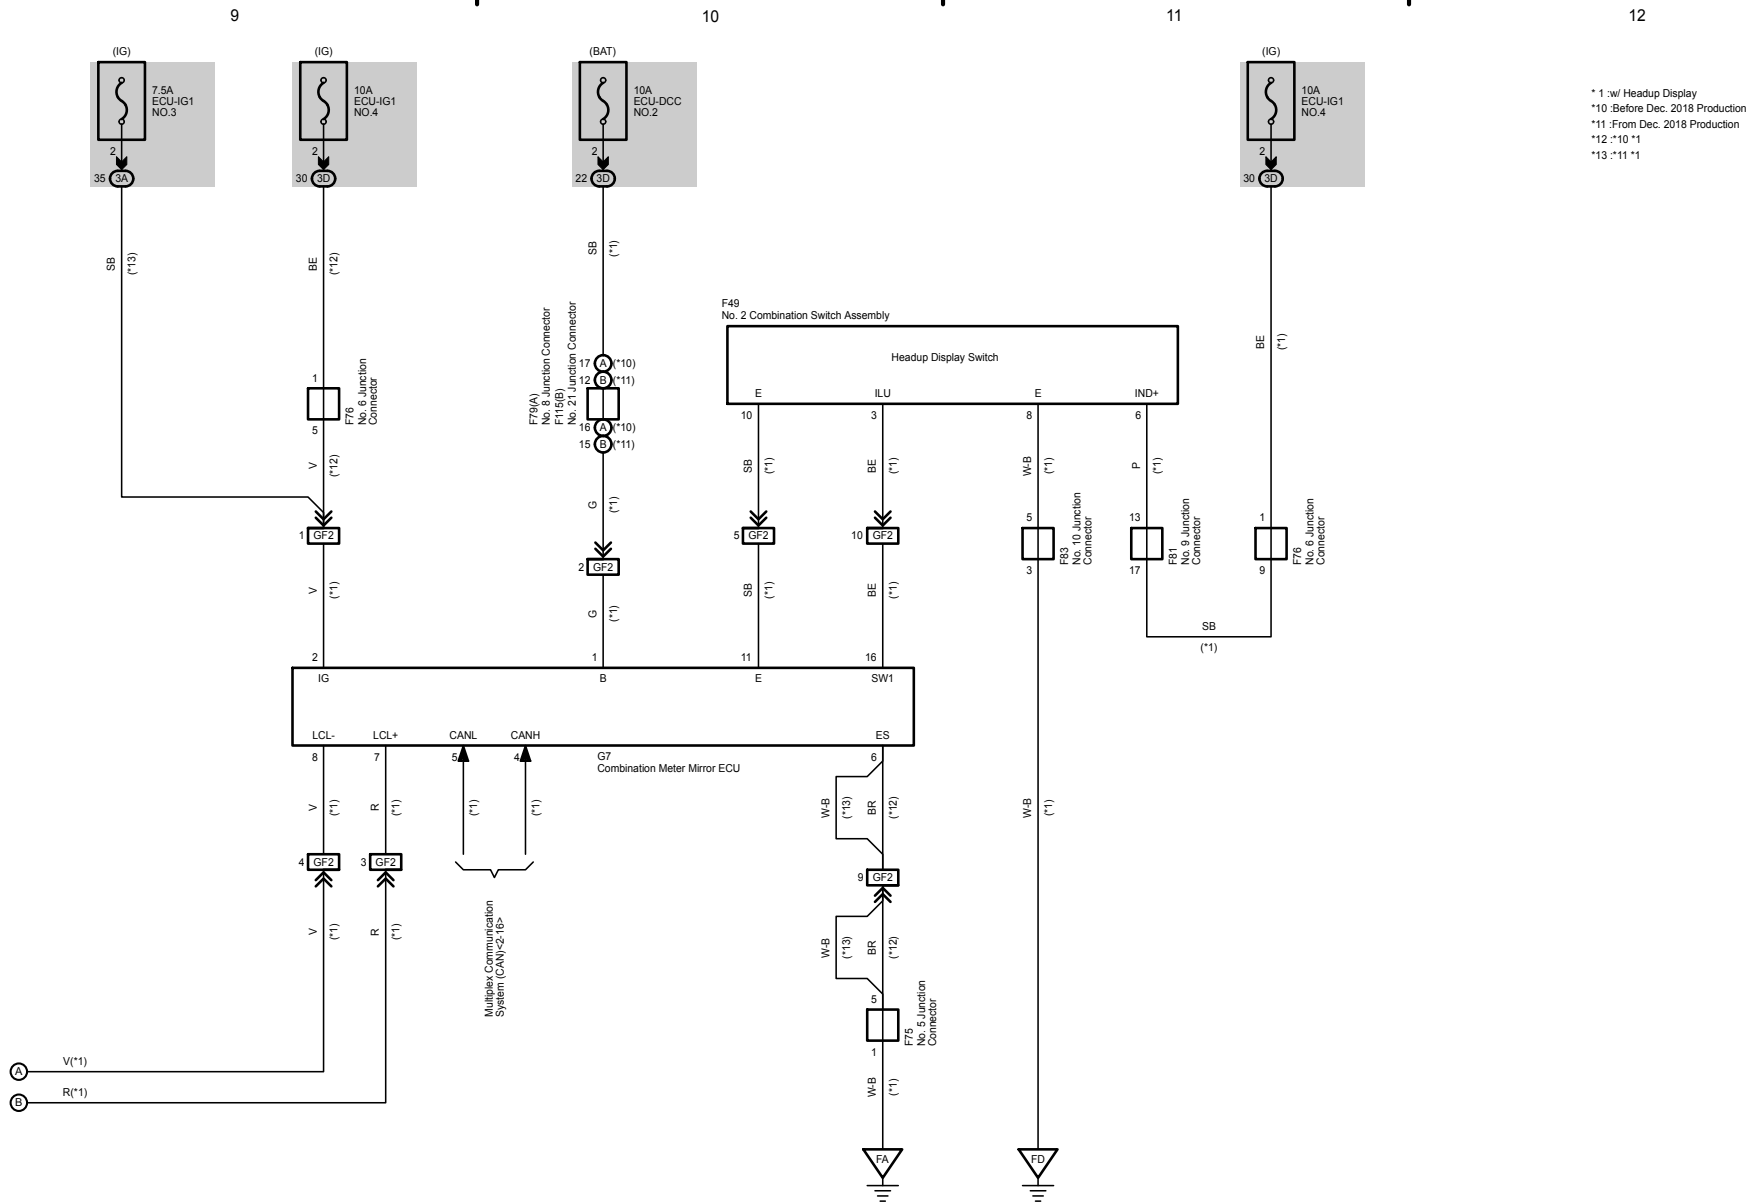 9
10
11
12
(IG)
(IG)
(BAT)
(IG)
7.5A
ECU-IG1
NO.3
10A
ECU-IG1
NO.4
10A
ECU-DCC
NO.2
10A
ECU-IG1
NO.4
* 1 :w/ Headup Display
*10 :Before Dec. 2018 Production
*11 :From Dec. 2018 Production
*12 :*10 *1
*13 :*11 *1
2
2
2
2
35 3A
30 3D
22 3D
30 3D
SB
(*13)
BE
(*12)
SB
(*1)
BE
(*1)
F49
No. 2 Combination Switch Assembly
Headup Display Switch
E
ILU
E
IND+
10
3
8
6
1
F76
No. 6 Junction
Connector
5
F79(A)
No. 8 Junction Connector
F115(B)
No. 21 Junction Connector
17 A (*10)
12 B (*11)
16 A (*10)
15 B (*11)
V
(*12)
G
(*1)
SB
(*1)
BE
(*1)
W-B
(*1)
P
(*1)
1 GF2
2 GF2
5 GF2
10 GF2
5
F83
No. 10 Junction
Connector
3
13
F81
No. 9 Junction
Connector
17
1
F76
No. 6 Junction
Connector
9
V
(*1)
G
(*1)
SB
(*1)
BE
(*1)
SB
(*1)
2
1
11
16
IG
B
E
SW1
LCL-
LCL+
CANL
CANH
ES
8
7
5
4
6
G7
Combination Meter Mirror ECU
V
(*1)
R
(*1)
(*1)
(*1)
W-B
(*13)
BR
(*12)
W-B
(*1)
4 GF2
3 GF2
9 GF2
V
(*1)
R
(*1)
Multiplex Communication
System (CAN)<2-16>
W-B
(*13)
BR
(*12)
5
F75
No. 5 Junction
Connector
1
A
V(*1)
B
R(*1)
W-B
(*1)
FA
FD